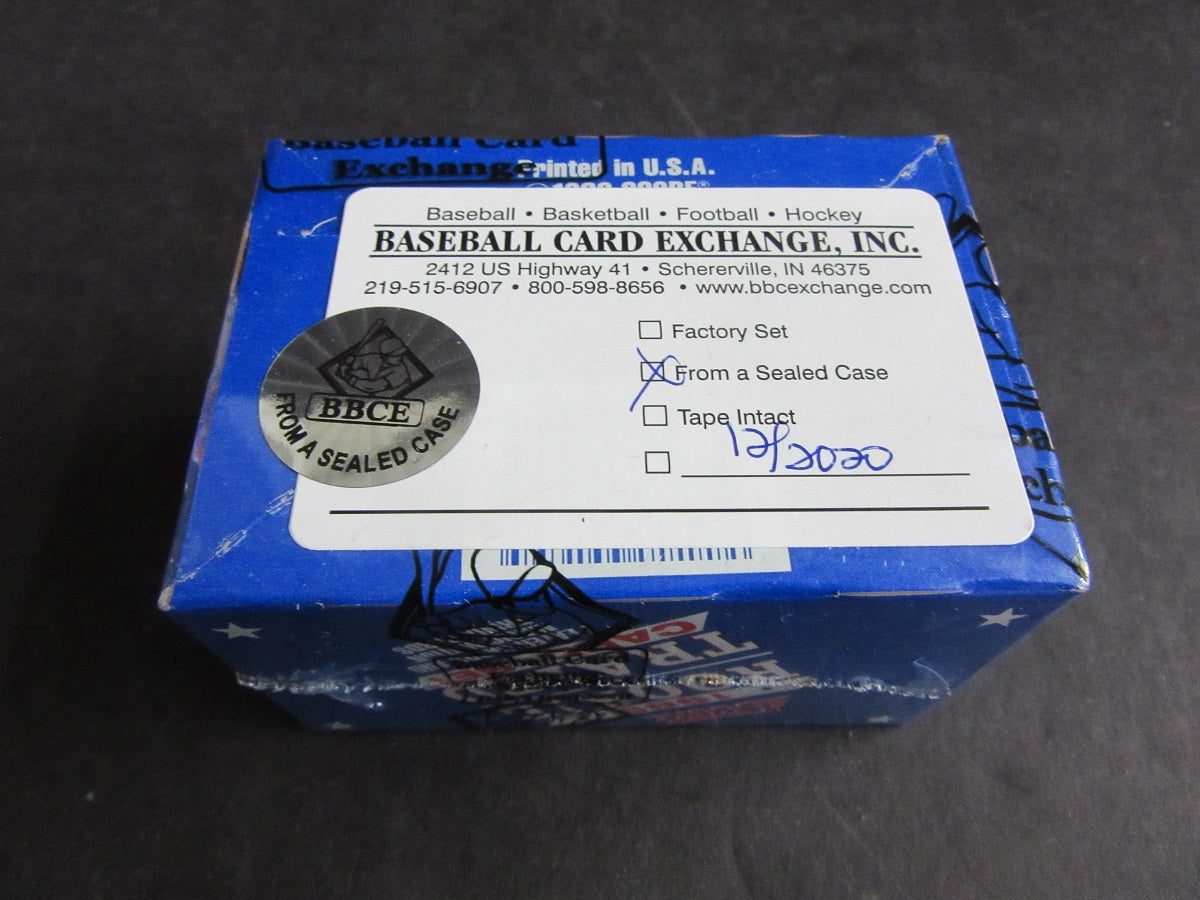 Baseball Card
Exchange
Printed in U.S.A.
Baseball • Basketball • Football • Hockey
BASEBALL CARD EXCHANGE, INC.
2412 US Highway 41 • Schererville, IN 46375
219-515-6907 • 800-598-8656 • www.bbcexchange.com
Factory Set
From a Sealed Case
Tape Intact
12/2020
BBCE
FROM A SEALED CASE